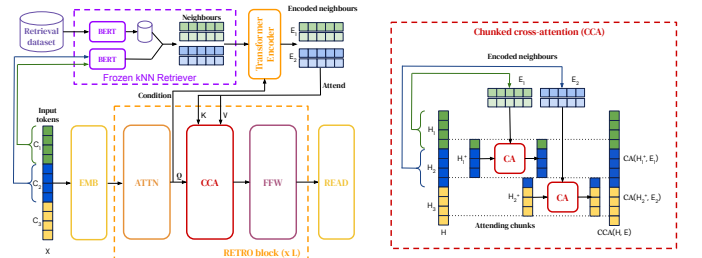 Retrieval
dataset
BERT
BERT
Frozen kNN Retriever
Neighbours
Transformer
Encoder
Encoded neighbours
E1
E2
Attend
Condition
K
V
Q
Input
tokens
C1
C2
C3
X
EMB
ATTN
CCA
FFW
READ
RETRO block (x L)
Chunked cross-attention (CCA)
Encoded neighbours
E1
E2
H1
H2
H3
H
H1+
CA
H2+
CA
CA(H1+, E1)
CA(H2+, E2)
Attending chunks
CCA(H, E)